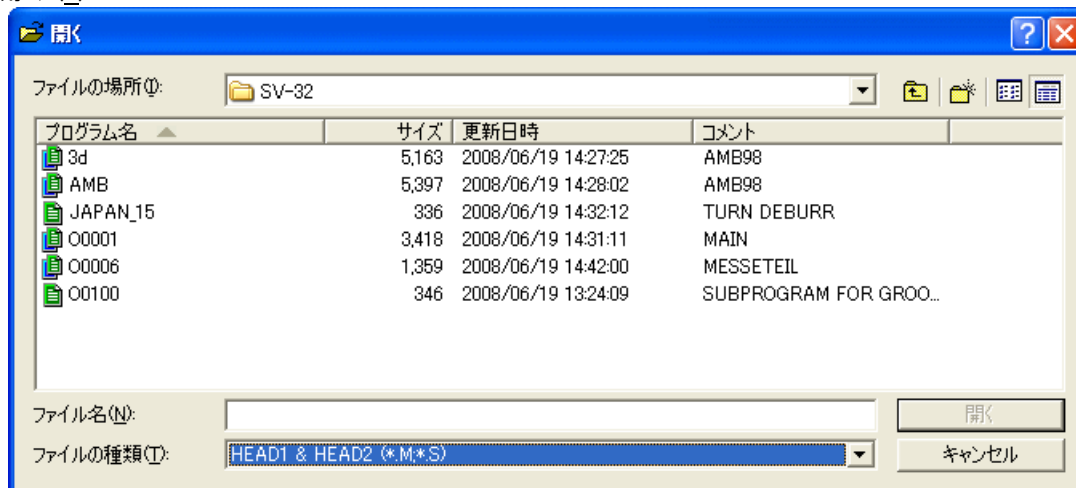 開く
ファイルの場所(I):
SV-32
プログラム名 サイズ 更新日時 コメント
3d 5,163 2008/06/19 14:27:25 AMB98
AMB 5,397 2008/06/19 14:28:02 AMB98
JAPAN_15 336 2008/06/19 14:32:12 TURN DEBURR
O0001 3,418 2008/06/19 14:31:11 MAIN
O0006 1,359 2008/06/19 14:42:00 MESSETEIL
O0100 346 2008/06/19 13:24:09 SUBPROGRAM FOR GROO...
ファイル名(N):
開く
ファイルの種類(T):
HEAD1 & HEAD2 (*.M;*.S)
キャンセル